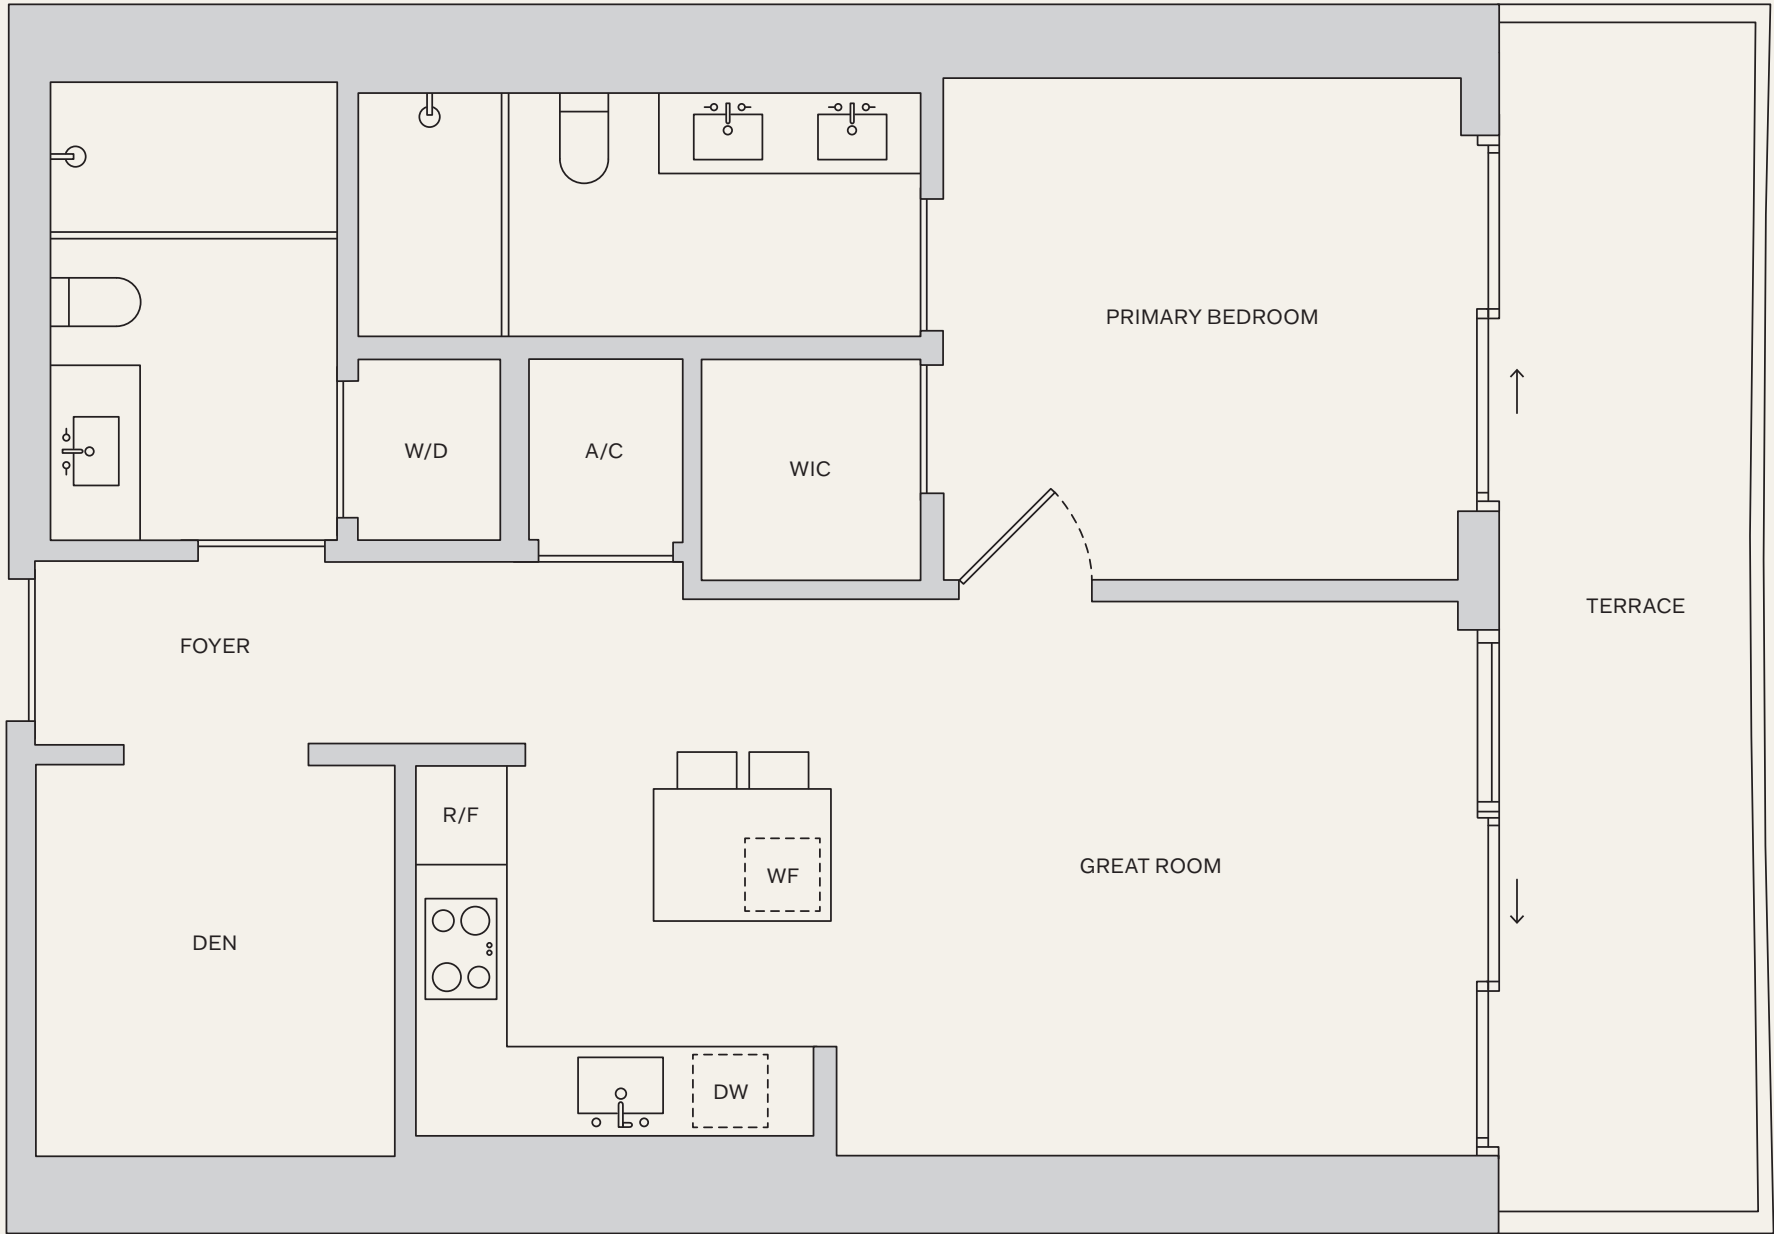 PRIMARY BEDROOM
W/D
A/C
WIC
TERRACE
FOYER
R/F
WF
GREAT ROOM
DEN
DW